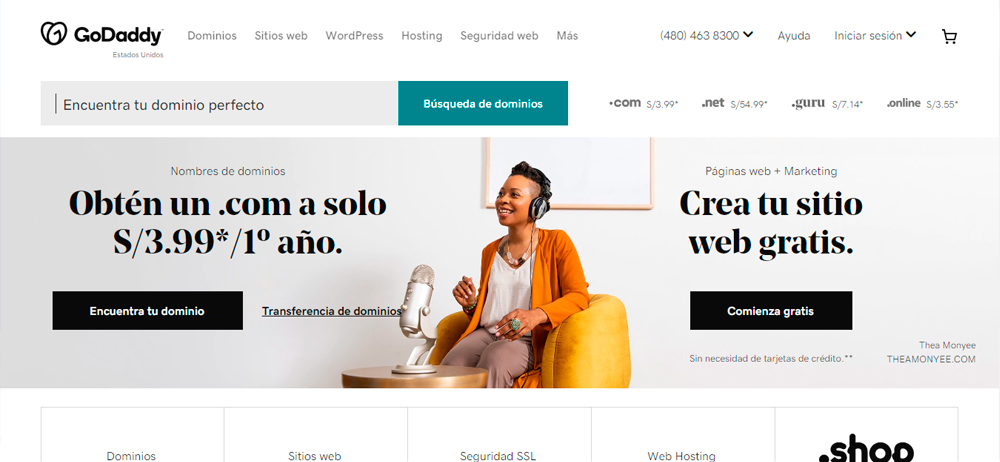 GoDaddy
Estados Unidos
Dominios Sitios web WordPress Hosting Seguridad web Más
(480) 463 8300 Ayuda Iniciar sesión
Encuentra tu dominio perfecto
Búsqueda de dominios
.com S/3.99* .net S/54.99* .guru S/7.14* .online S/3.55*
Nombres de dominios
Obtén un .com a solo
S/3.99*/1º año.
Encuentra tu dominio
Transferencia de dominios
Páginas web + Marketing
Crea tu sitio
web gratis.
Comienza gratis
Sin necesidad de tarjetas de crédito.**
Thea Monyee
THEAMONYEE.COM
Dominios
Sitios web
Seguridad SSL
Web Hosting
.shop